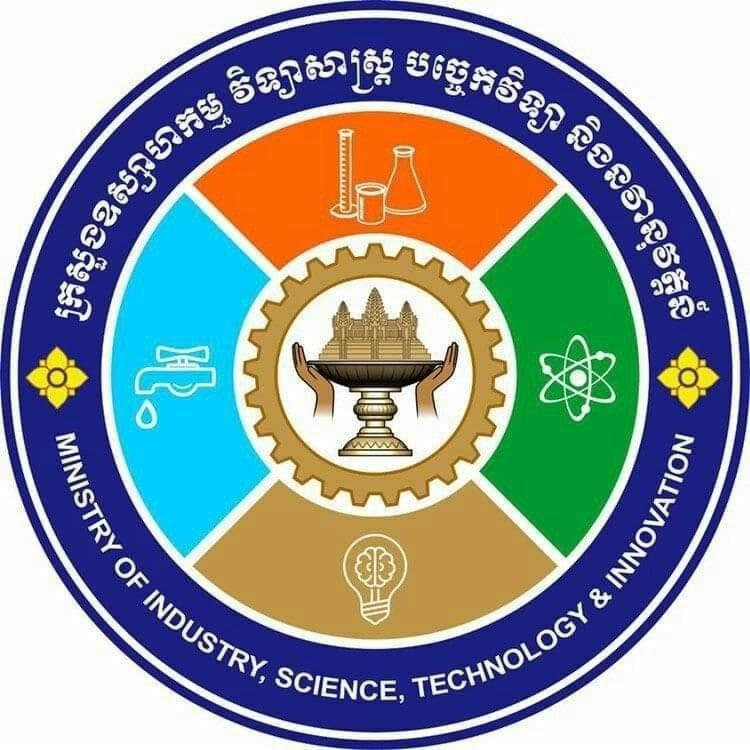 ក្រសួងឧស្សាហកម្ម វិទ្យាសាស្ត្រ បច្ចេកវិទ្យា និងនវានុវត្តន៍
MINISTRY OF INDUSTRY, SCIENCE, TECHNOLOGY & INNOVATION